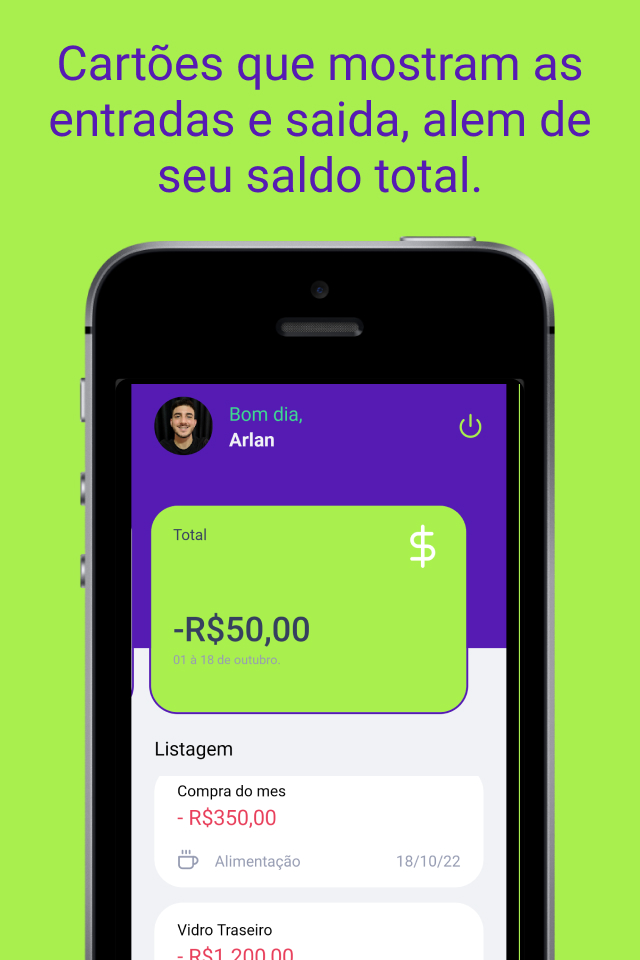 Cartões que mostram as
entradas e saida, alem de
seu saldo total.
Bom dia,
Arlan
Total
$
-R$50,00
01 à 18 de outubro.
Listagem
Compra do mes
- R$350,00
Alimentação 18/10/22
Vidro Traseiro
- R$1.200,00